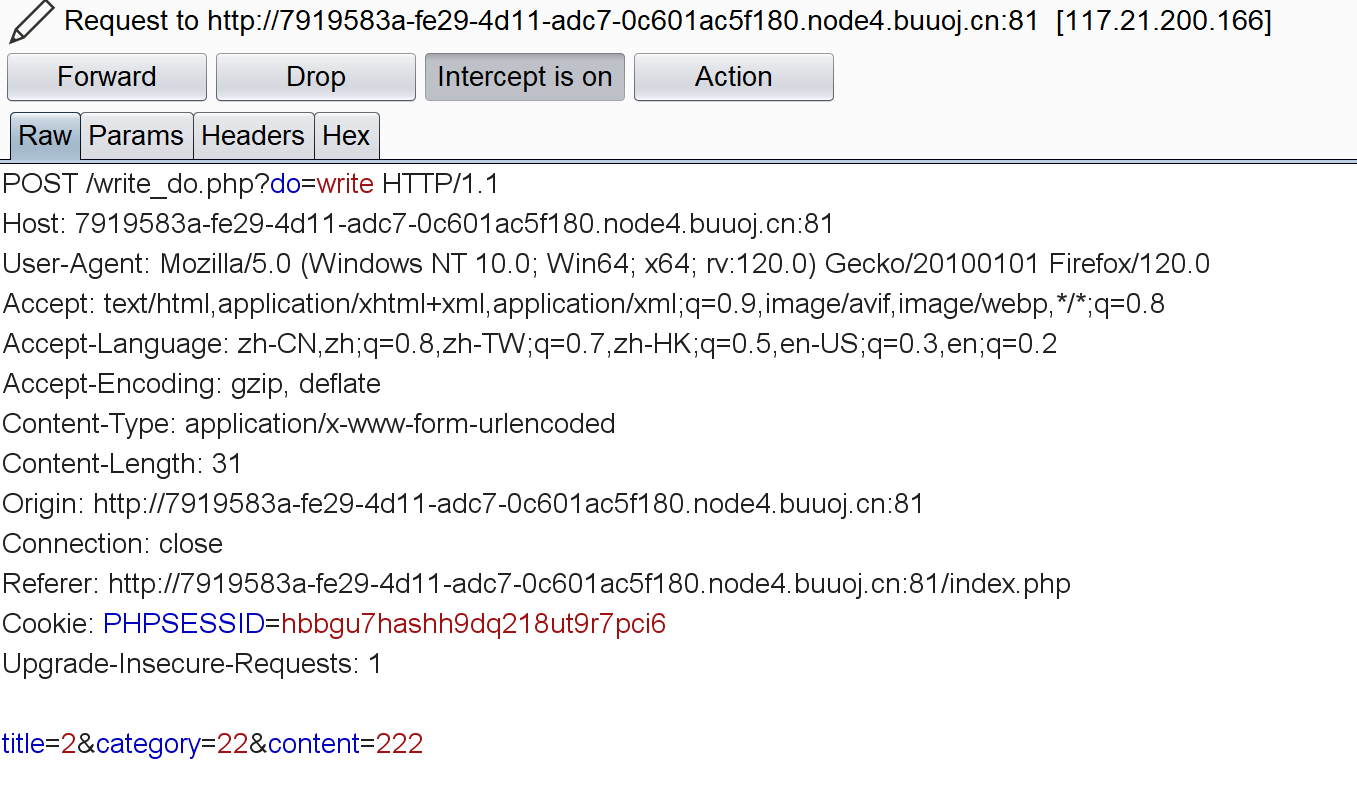 Request to http://7919583a-fe29-4d11-adc7-0c601ac5f180.node4.buuoj.cn:81 [117.21.200.166]
Forward Drop Intercept is on Action
Raw Params Headers Hex
POST /write_do.php?do=write HTTP/1.1
Host: 7919583a-fe29-4d11-adc7-0c601ac5f180.node4.buuoj.cn:81
User-Agent: Mozilla/5.0 (Windows NT 10.0; Win64; x64; rv:120.0) Gecko/20100101 Firefox/120.0
Accept: text/html,application/xhtml+xml,application/xml;q=0.9,image/avif,image/webp,*/*;q=0.8
Accept-Language: zh-CN,zh;q=0.8,zh-TW;q=0.7,zh-HK;q=0.5,en-US;q=0.3,en;q=0.2
Accept-Encoding: gzip, deflate
Content-Type: application/x-www-form-urlencoded
Content-Length: 31
Origin: http://7919583a-fe29-4d11-adc7-0c601ac5f180.node4.buuoj.cn:81
Connection: close
Referer: http://7919583a-fe29-4d11-adc7-0c601ac5f180.node4.buuoj.cn:81/index.php
Cookie: PHPSESSID=hbbgu7hashh9dq218ut9r7pci6
Upgrade-Insecure-Requests: 1
title=2&category=22&content=222